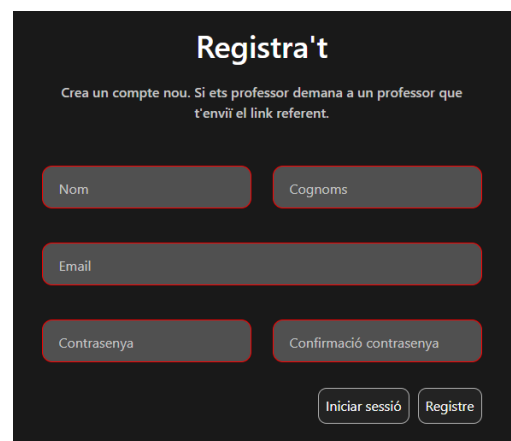 Registra't
Crea un compte nou. Si ets professor demana a un professor que
t'enviï el link referent.
Nom
Cognoms
Email
Contrasenya
Confirmació contrasenya
Iniciar sessió
Registre